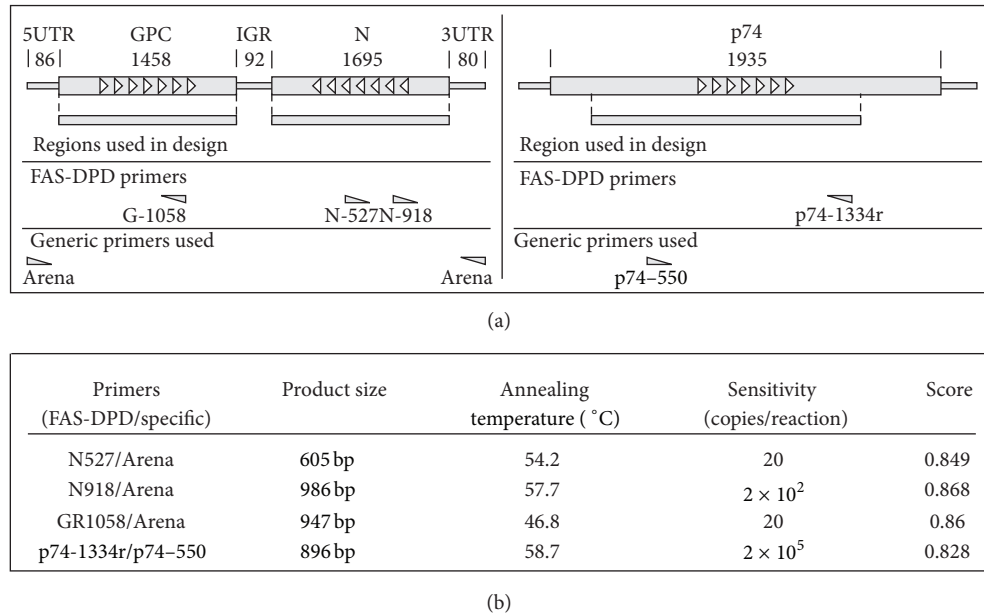 5UTR GPC IGR N 3UTR
86 1458 92 1695 80
Regions used in design
FAS-DPD primers
G-1058 N-527 N-918
Generic primers used
Arena Arena
p74
1935
Region used in design
FAS-DPD primers
p74-1334r
Generic primers used
p74–550
(a)
Primers Product size Annealing Sensitivity Score
(FAS-DPD/specific) temperature (°C) (copies/reaction)
N527/Arena 605 bp 54.2 20 0.849
N918/Arena 986 bp 57.7 2 × 10² 0.868
GR1058/Arena 947 bp 46.8 20 0.86
p74-1334r/p74–550 896 bp 58.7 2 × 10⁵ 0.828
(b)